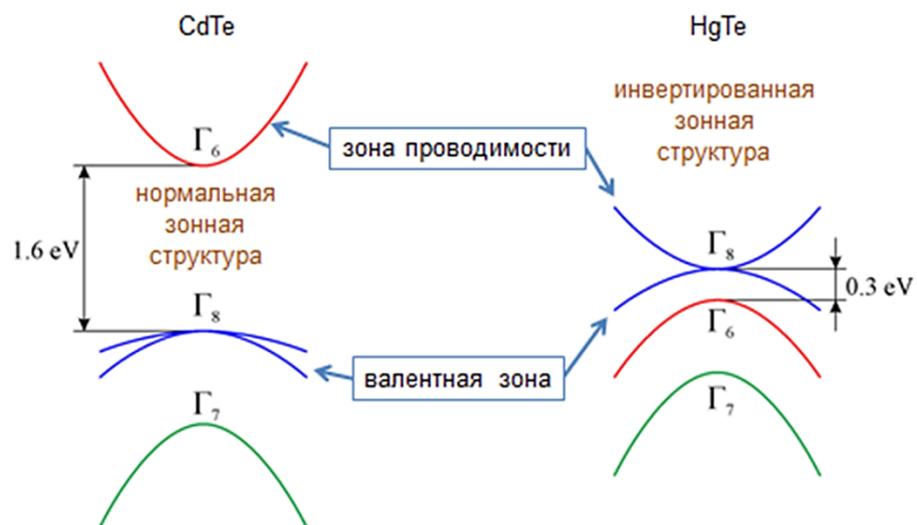 CdTe
HgTe
инвертированная
зонная
структура
Γ₆
зона проводимости
нормальная
зонная
структура
1.6 eV
Γ₈
0.3 eV
Γ₈
Γ₆
валентная зона
Γ₇
Γ₇